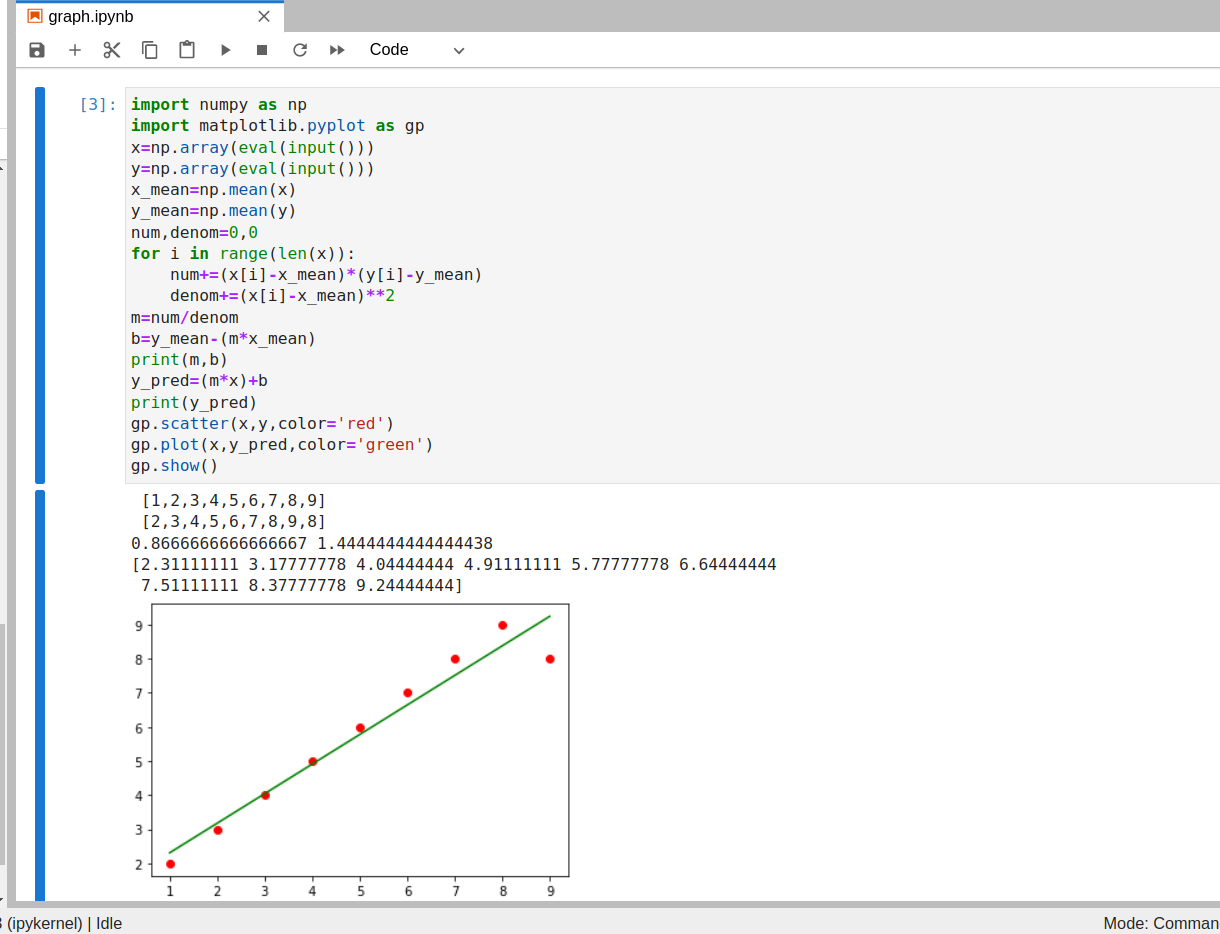 graph.ipynb
Code
[3]:
import numpy as np
import matplotlib.pyplot as gp
x=np.array(eval(input()))
y=np.array(eval(input()))
x_mean=np.mean(x)
y_mean=np.mean(y)
num,denom=0,0
for i in range(len(x)):
    num+=(x[i]-x_mean)*(y[i]-y_mean)
    denom+=(x[i]-x_mean)**2
m=num/denom
b=y_mean-(m*x_mean)
print(m,b)
y_pred=(m*x)+b
print(y_pred)
gp.scatter(x,y,color='red')
gp.plot(x,y_pred,color='green')
gp.show()
[1,2,3,4,5,6,7,8,9]
[2,3,4,5,6,7,8,9,8]
0.8666666666666667 1.4444444444444438
[2.31111111 3.17777778 4.04444444 4.91111111 5.77777778 6.64444444
 7.51111111 8.37777778 9.24444444]
9
8
7
6
5
4
3
2
1 2 3 4 5 6 7 8 9
3 (ipykernel) | Idle
Mode: Comman